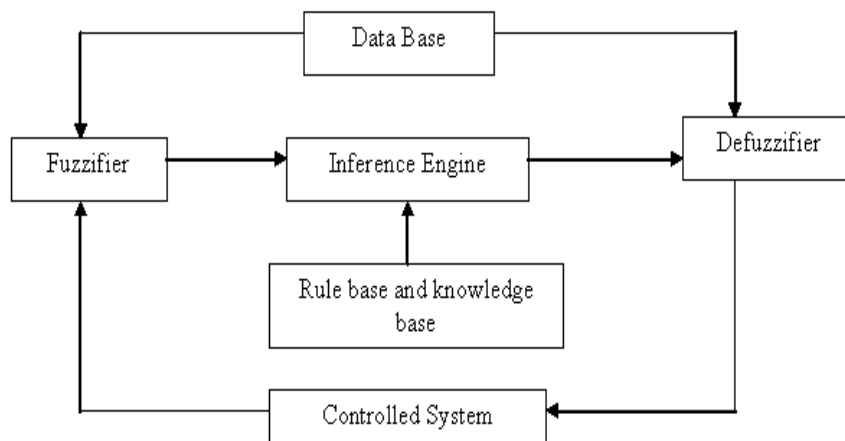 Data Base
Fuzzifier
Inference Engine
Defuzzifier
Rule base and knowledge
base
Controlled System